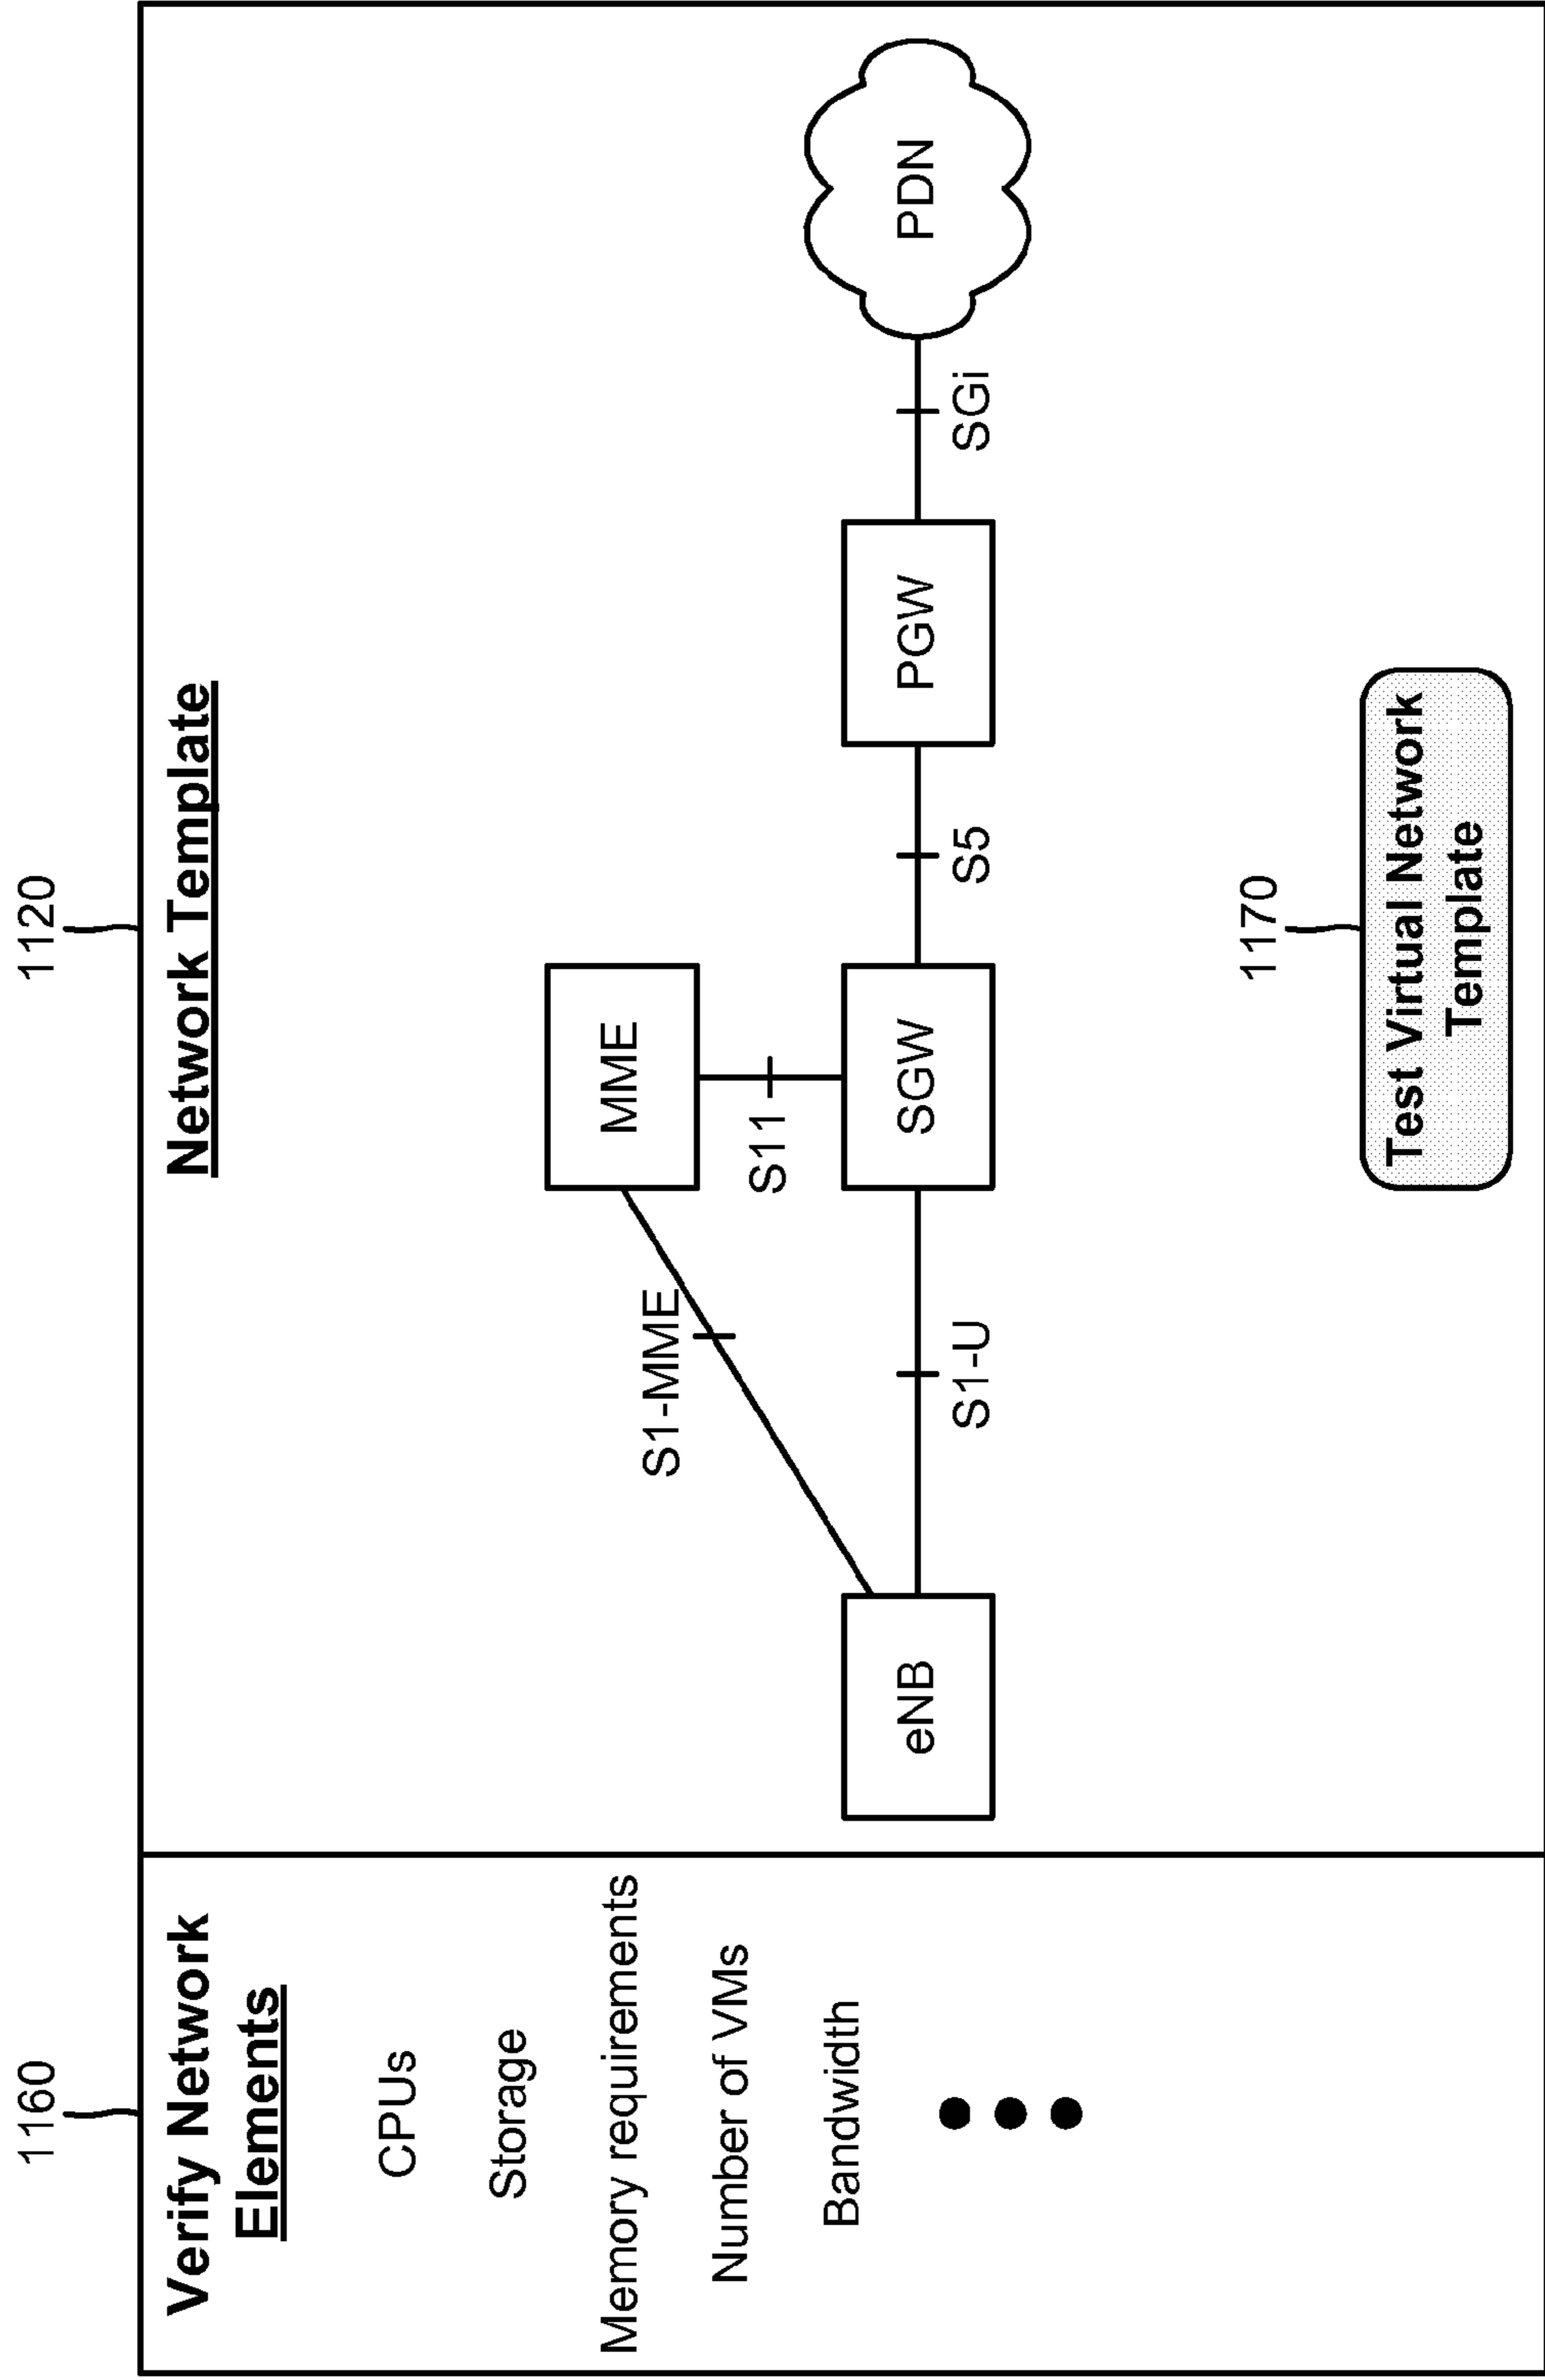 1160
1120
Verify Network
Elements
CPUs
Storage
Memory requirements
Number of VMs
Bandwidth
Network Template
MME
S1-MME
S11
eNB
SGW
PGW
PDN
S1-U
S5
SGi
1170
Test Virtual Network
Template